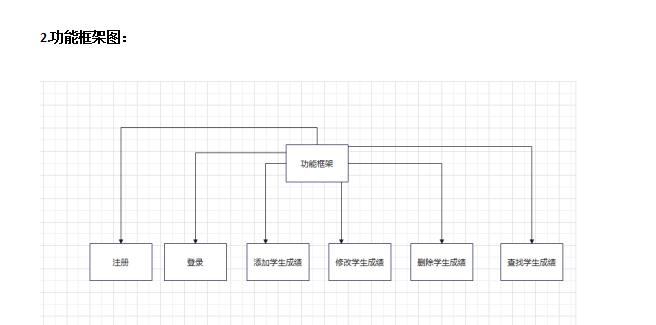 2.功能框架图：
功能框架
注册
登录
添加学生成绩
修改学生成绩
删除学生成绩
查找学生成绩